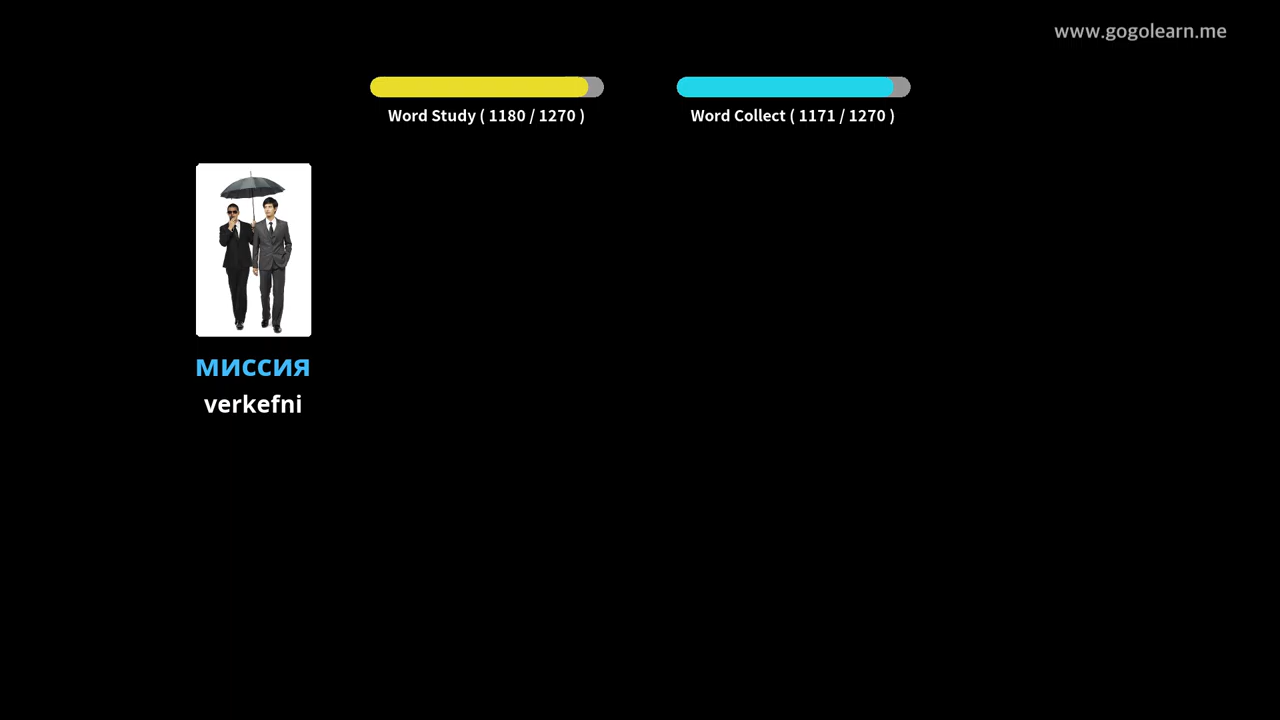 www.gogolearn.me
Word Study ( 1180 / 1270 )
Word Collect ( 1171 / 1270 )
миссия
verkefni